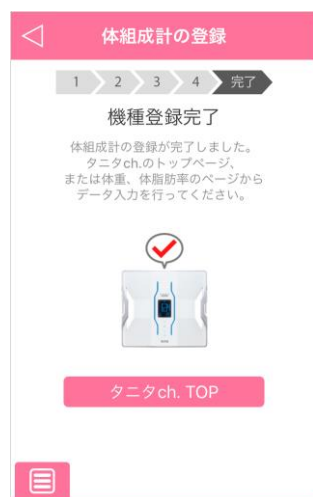 体組成計の登録
1 2 3 4 完了
機種登録完了
体組成計の登録が完了しました。
タニタch.のトップページ、
または体重、体脂肪率のページから
データ入力を行ってください。
タニタch. TOP